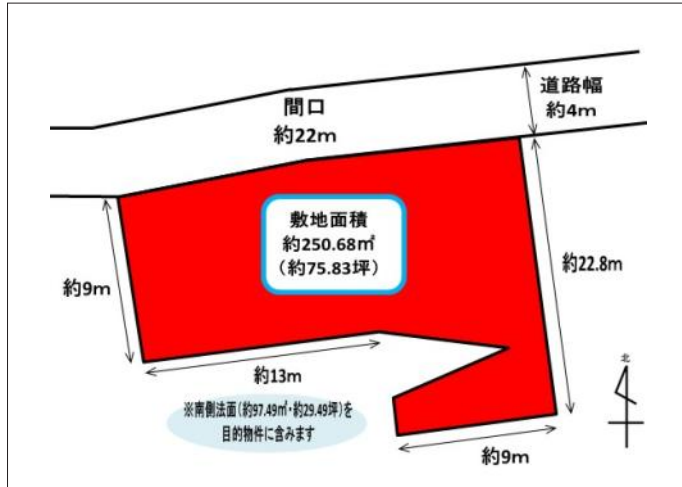 道路幅
約4m
間口
約22m
敷地面積
約250.68㎡
（約75.83坪）
約9m
約22.8m
約13m
※南側法面（約97.49㎡・約29.49坪）を
目的物件に含みます
北
約9m